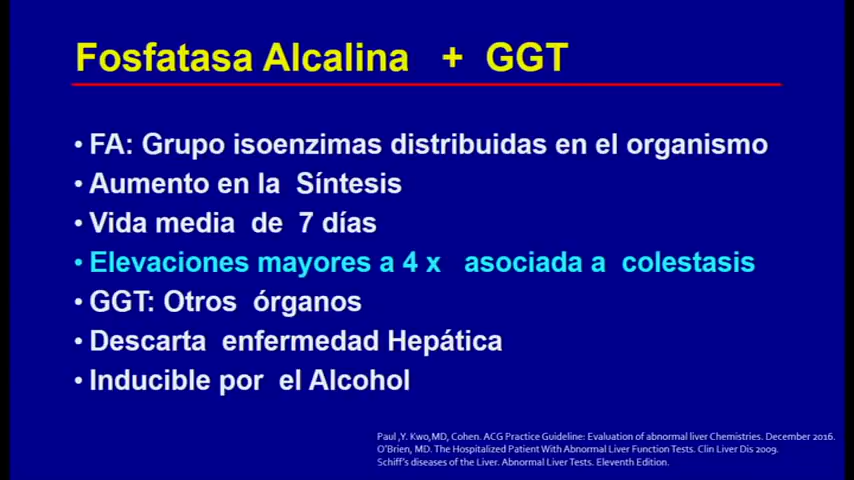 Fosfatasa Alcalina + GGT
• FA: Grupo isoenzimas distribuidas en el organismo
• Aumento en la Síntesis
• Vida media de 7 días
• Elevaciones mayores a 4 x asociada a colestasis
• GGT: Otros órganos
• Descarta enfermedad Hepática
• Inducible por el Alcohol
Paul ,Y. Kwo,MD, Cohen. ACG Practice Guideline: Evaluation of abnormal liver Chemistries. December 2016.
O'Brien, MD. The Hospitalized Patient With Abnormal Liver Function Tests. Clin Liver Dis 2009.
Schiff's diseases of the Liver. Abnormal Liver Tests. Eleventh Edition.